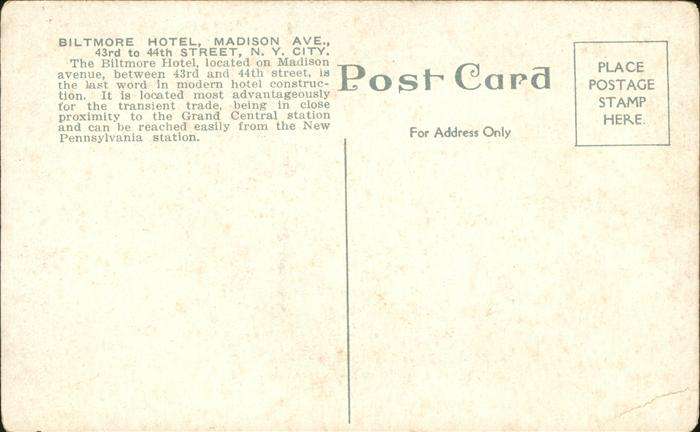 BILTMORE HOTEL, MADISON AVE.,
43rd to 44th STREET, N. Y. CITY.
The Biltmore Hotel, located on Madison
avenue, between 43rd and 44th street, is
the last word in modern hotel construc-
tion. It is located most advantageously
for the transient trade, being in close
proximity to the Grand Central station
and can be reached easily from the New
Pennsylvania station.
Post Card
For Address Only
PLACE
POSTAGE
STAMP
HERE.